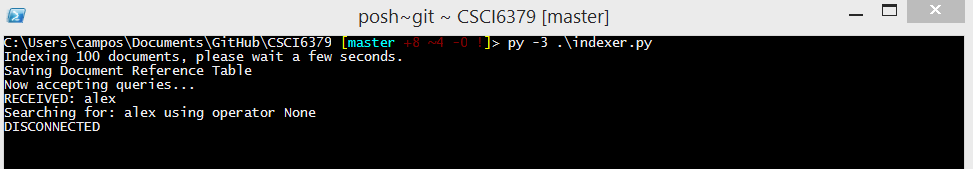 posh~git ~ CSCI6379 [master]
C:\Users\campos\Documents\GitHub\CSCI6379 [master +8 ~4 -0 !]> py -3 .\indexer.py
Indexing 100 documents, please wait a few seconds.
Saving Document Reference Table
Now accepting queries...
RECEIVED: alex
Searching for: alex using operator None
DISCONNECTED